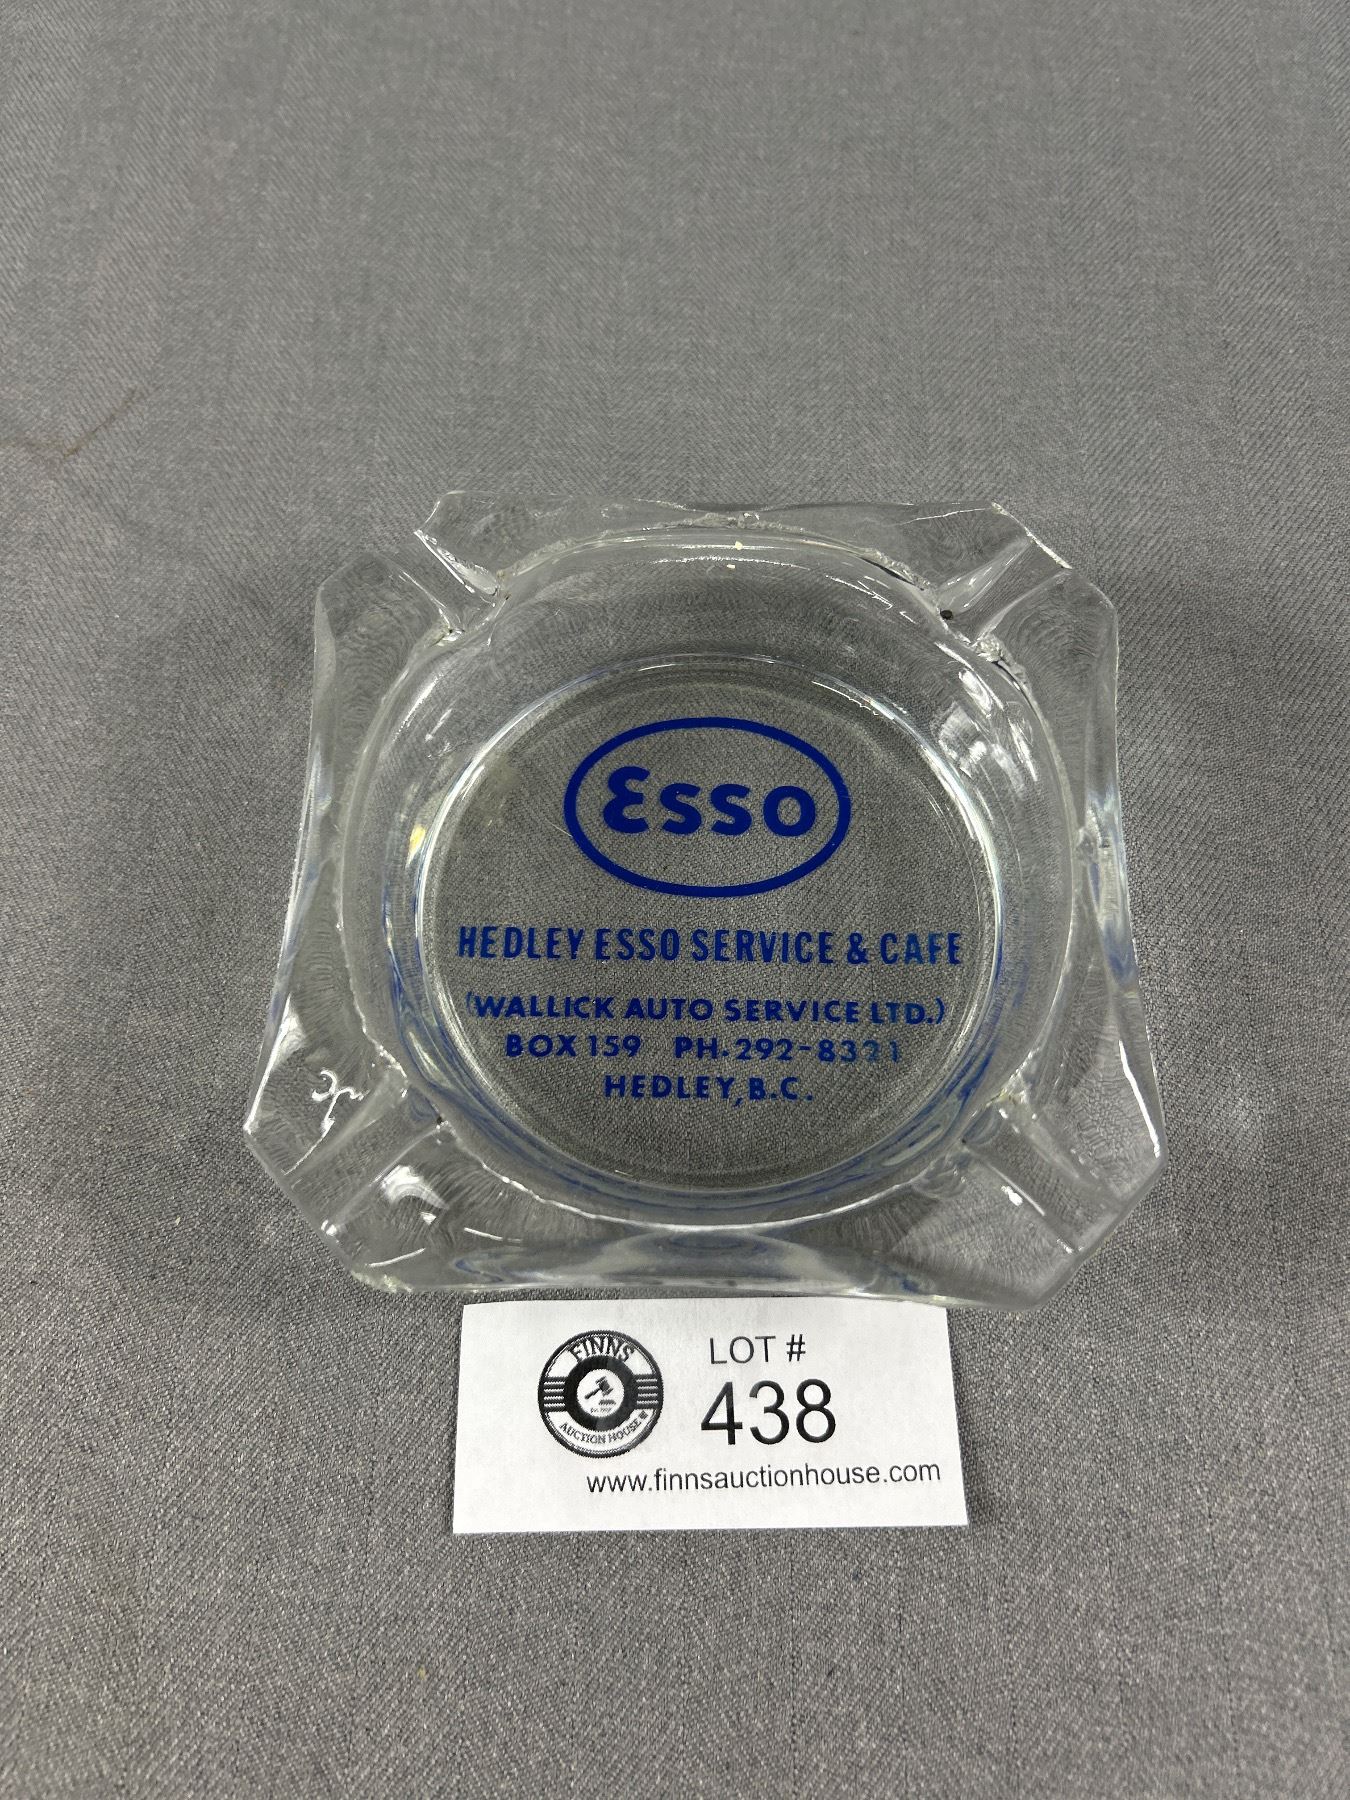 Esso
HEDLEY ESSO SERVICE & CAFE
(WALLICK AUTO SERVICE LTD.)
BOX 159 PH. 292-8321
HEDLEY, B.C.
FINNS
AUCTION HOUSE
LOT #
438
www.finnsauctionhouse.com